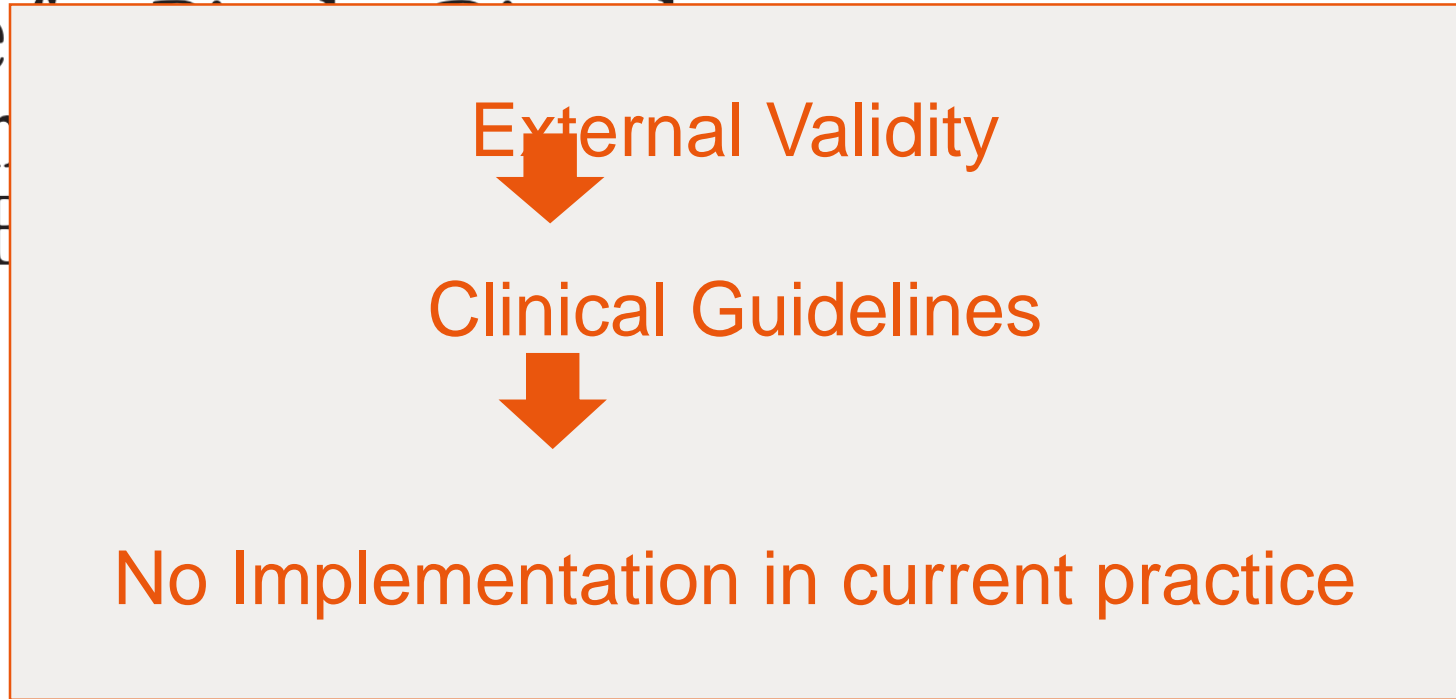 External Validity
Clinical Guidelines
No Implementation in current practice